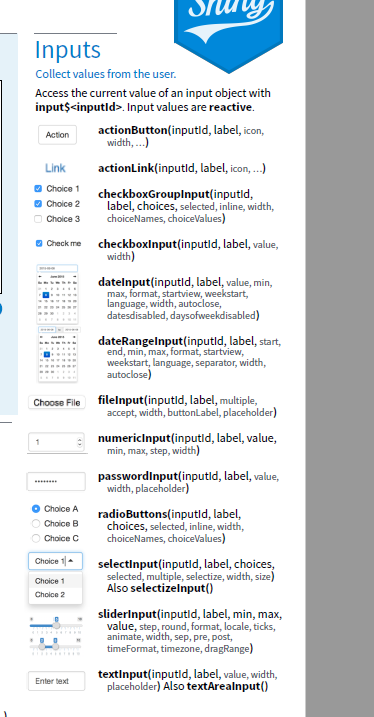 Shiny
Inputs
Collect values from the user.
Access the current value of an input object with
input$<inputId>. Input values are reactive.
Action
actionButton(inputId, label, icon,
width, …)
Link
actionLink(inputId, label, icon, …)
Choice 1
Choice 2
Choice 3
checkboxGroupInput(inputId,
label, choices, selected, inline, width,
choiceNames, choiceValues)
Check me
checkboxInput(inputId, label, value,
width)
dateInput(inputId, label, value, min,
max, format, startview, weekstart,
language, width, autoclose,
datesdisabled, daysofweekdisabled)
dateRangeInput(inputId, label, start,
end, min, max, format, startview,
weekstart, language, separator, width,
autoclose)
Choose File
fileInput(inputId, label, multiple,
accept, width, buttonLabel, placeholder)
1
numericInput(inputId, label, value,
min, max, step, width)
passwordInput(inputId, label, value,
width, placeholder)
Choice A
Choice B
Choice C
radioButtons(inputId, label,
choices, selected, inline, width,
choiceNames, choiceValues)
Choice 1
Choice 1
Choice 2
selectInput(inputId, label, choices,
selected, multiple, selectize, width, size)
Also selectizeInput()
sliderInput(inputId, label, min, max,
value, step, round, format, locale, ticks,
animate, width, sep, pre, post,
timeFormat, timezone, dragRange)
Enter text
textInput(inputId, label, value, width,
placeholder) Also textAreaInput()
)